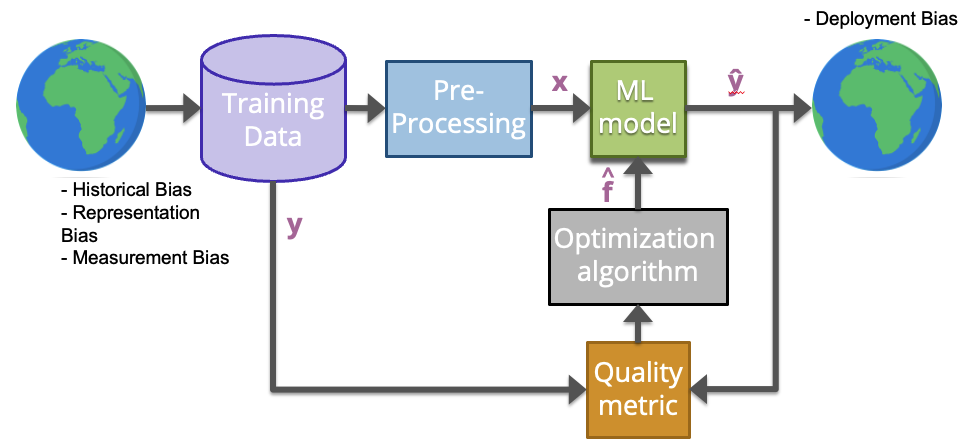 - Deployment Bias
Training
Data
Pre-
Processing
x
ML
model
ŷ
- Historical Bias
- Representation
Bias
- Measurement Bias
y
f̂
Optimization
algorithm
Quality
metric